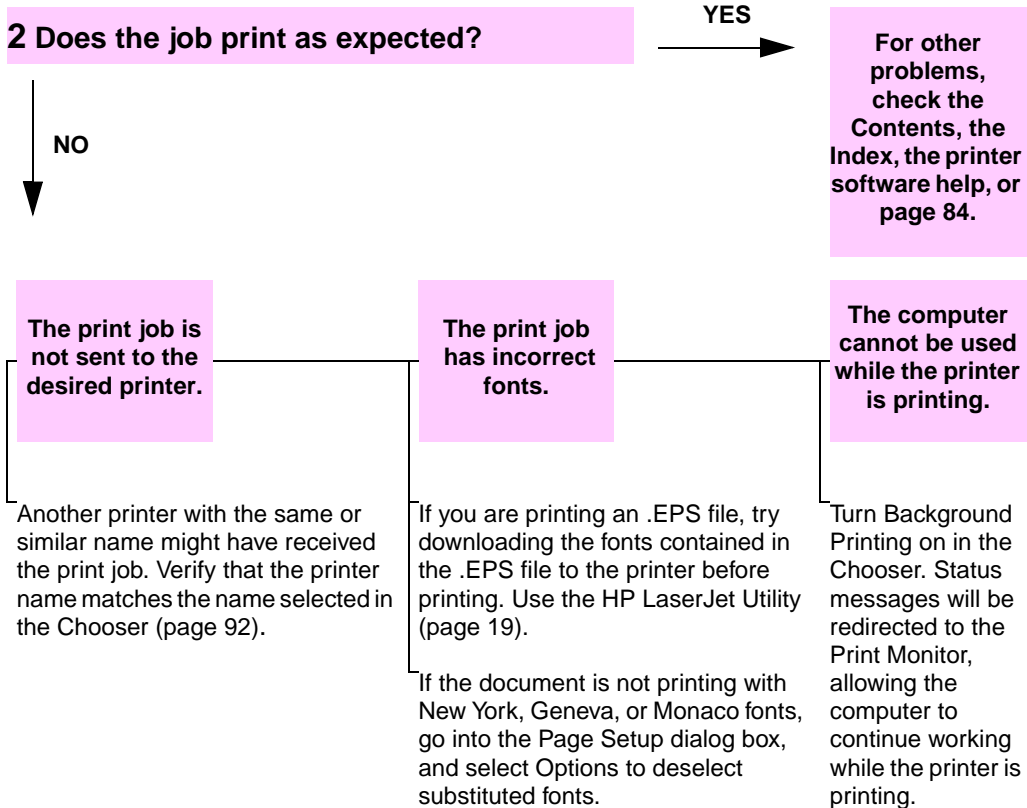 2 Does the job print as expected?
YES
For other
problems,
check the
Contents, the
Index, the printer
software help, or
page 84.
NO
The print job is
not sent to the
desired printer.
The print job
has incorrect
fonts.
The computer
cannot be used
while the printer
is printing.
Another printer with the same or
similar name might have received
the print job. Verify that the printer
name matches the name selected in
the Chooser (page 92).
If you are printing an .EPS file, try
downloading the fonts contained in
the .EPS file to the printer before
printing. Use the HP LaserJet Utility
(page 19).
If the document is not printing with
New York, Geneva, or Monaco fonts,
go into the Page Setup dialog box,
and select Options to deselect
substituted fonts.
Turn Background
Printing on in the
Chooser. Status
messages will be
redirected to the
Print Monitor,
allowing the
computer to
continue working
while the printer is
printing.